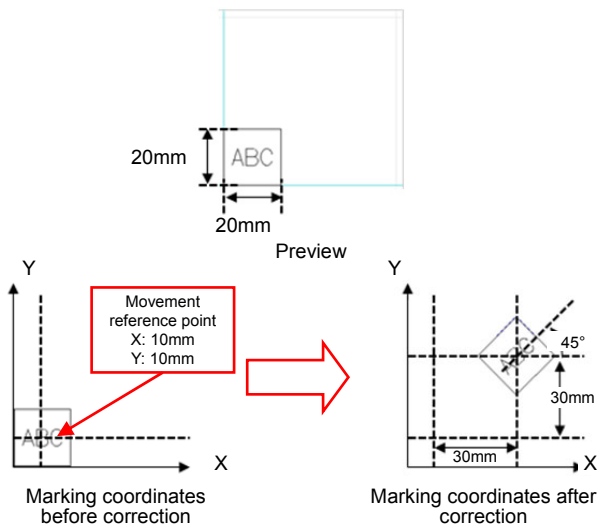 20mm
ABC
20mm
Preview
Y
Movement
reference point
X: 10mm
Y: 10mm
ABC
X
Marking coordinates
before correction
Y
45°
ABC
30mm
30mm
X
Marking coordinates after
correction